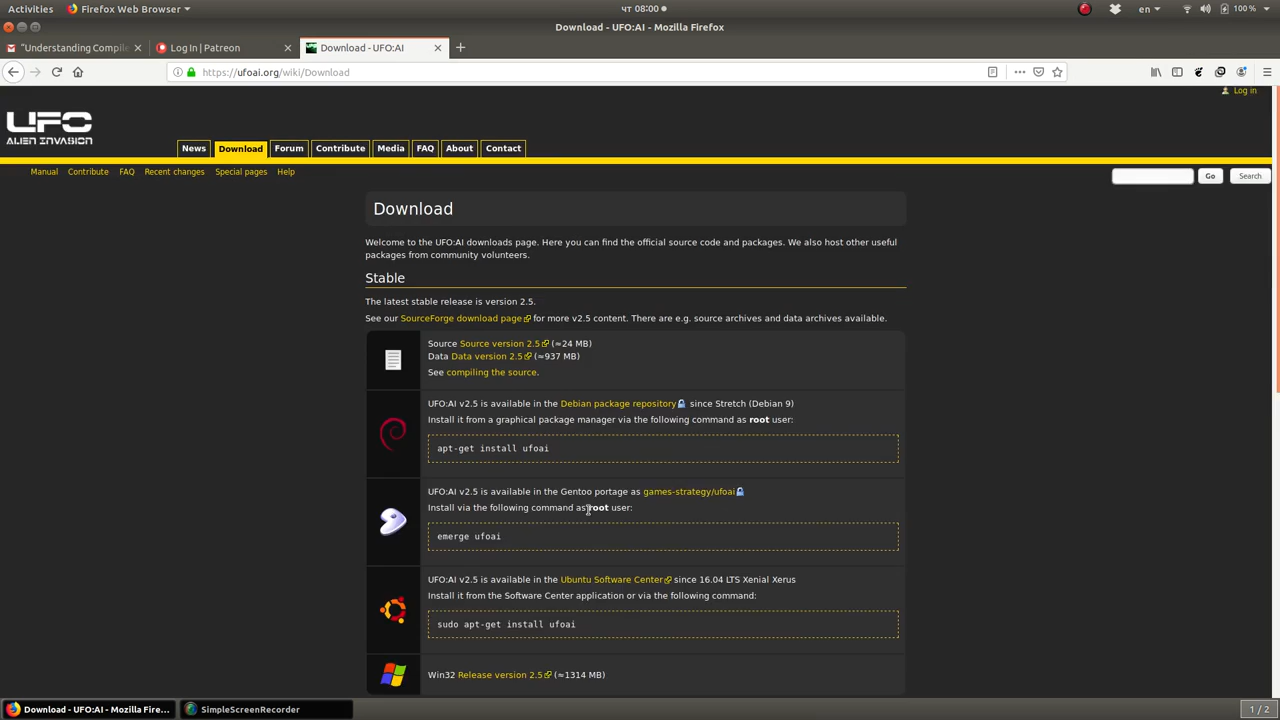 Activities Firefox Web Browser чт 08:00 en 100 %
Download - UFO:AI - Mozilla Firefox
"Understanding Compile Log In | Patreon Download - UFO:AI
https://ufoai.org/wiki/Download
Log in
UFO
ALIEN INVASION
News Download Forum Contribute Media FAQ About Contact
Manual Contribute FAQ Recent changes Special pages Help Go Search
Download
Welcome to the UFO:AI downloads page. Here you can find the official source code and packages. We also host other useful
packages from community volunteers.
Stable
The latest stable release is version 2.5.
See our SourceForge download page for more v2.5 content. There are e.g. source archives and data archives available.
Source Source version 2.5 (≈24 MB)
Data Data version 2.5 (≈937 MB)
See compiling the source.
UFO:AI v2.5 is available in the Debian package repository since Stretch (Debian 9)
Install it from a graphical package manager via the following command as root user:
apt-get install ufoai
UFO:AI v2.5 is available in the Gentoo portage as games-strategy/ufoai
Install via the following command as root user:
emerge ufoai
UFO:AI v2.5 is available in the Ubuntu Software Center since 16.04 LTS Xenial Xerus
Install it from the Software Center application or via the following command:
sudo apt-get install ufoai
Win32 Release version 2.5 (≈1314 MB)
Download - UFO:AI - Mozilla Fire... SimpleScreenRecorder 1 / 2